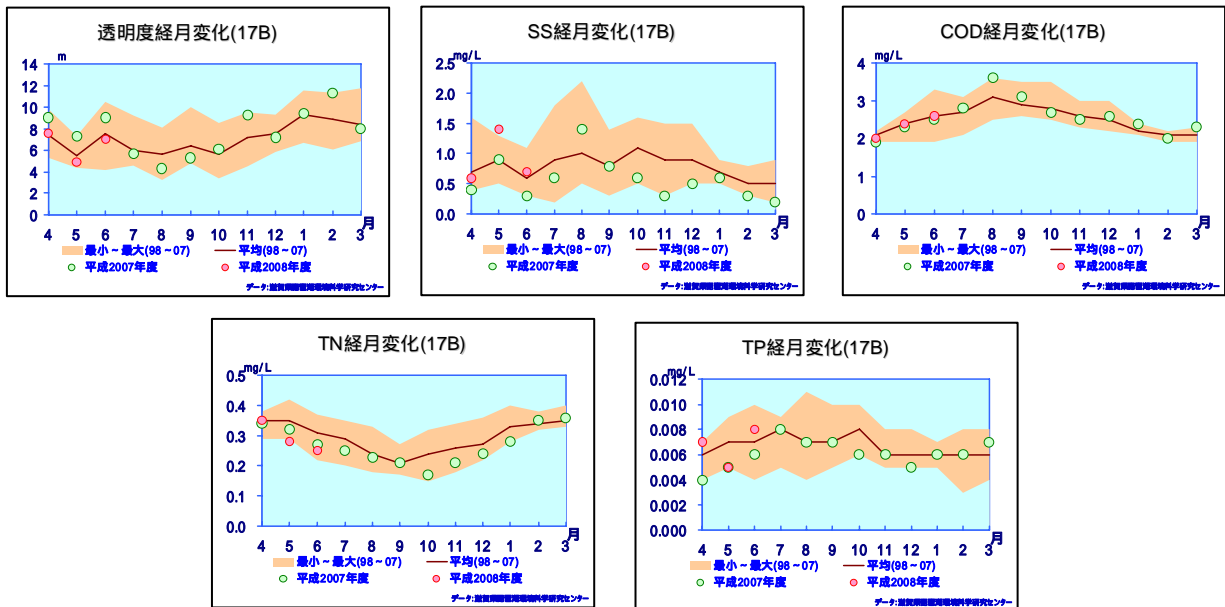 透明度経月変化(17B)
m
14
12
10
8
6
4
2
0
4 5 6 7 8 9 10 11 12 1 2 3
月
最小～最大(98～07) 平均(98～07)
平成2007年度 平成2008年度
SS経月変化(17B)
mg/L
2.5
2.0
1.5
1.0
0.5
0.0
4 5 6 7 8 9 10 11 12 1 2 3
月
最小～最大(98～07) 平均(98～07)
平成2007年度 平成2008年度
COD経月変化(17B)
mg/L
4
3
2
1
0
4 5 6 7 8 9 10 11 12 1 2 3
月
最小～最大(98～07) 平均(98～07)
平成2007年度 平成2008年度
TN経月変化(17B)
mg/L
0.5
0.4
0.3
0.2
0.1
0.0
4 5 6 7 8 9 10 11 12 1 2 3
月
最小～最大(98～07) 平均(98～07)
平成2007年度 平成2008年度
TP経月変化(17B)
mg/L
0.012
0.010
0.008
0.006
0.004
0.002
0.000
4 5 6 7 8 9 10 11 12 1 2 3
月
最小～最大(98～07) 平均(98～07)
平成2007年度 平成2008年度